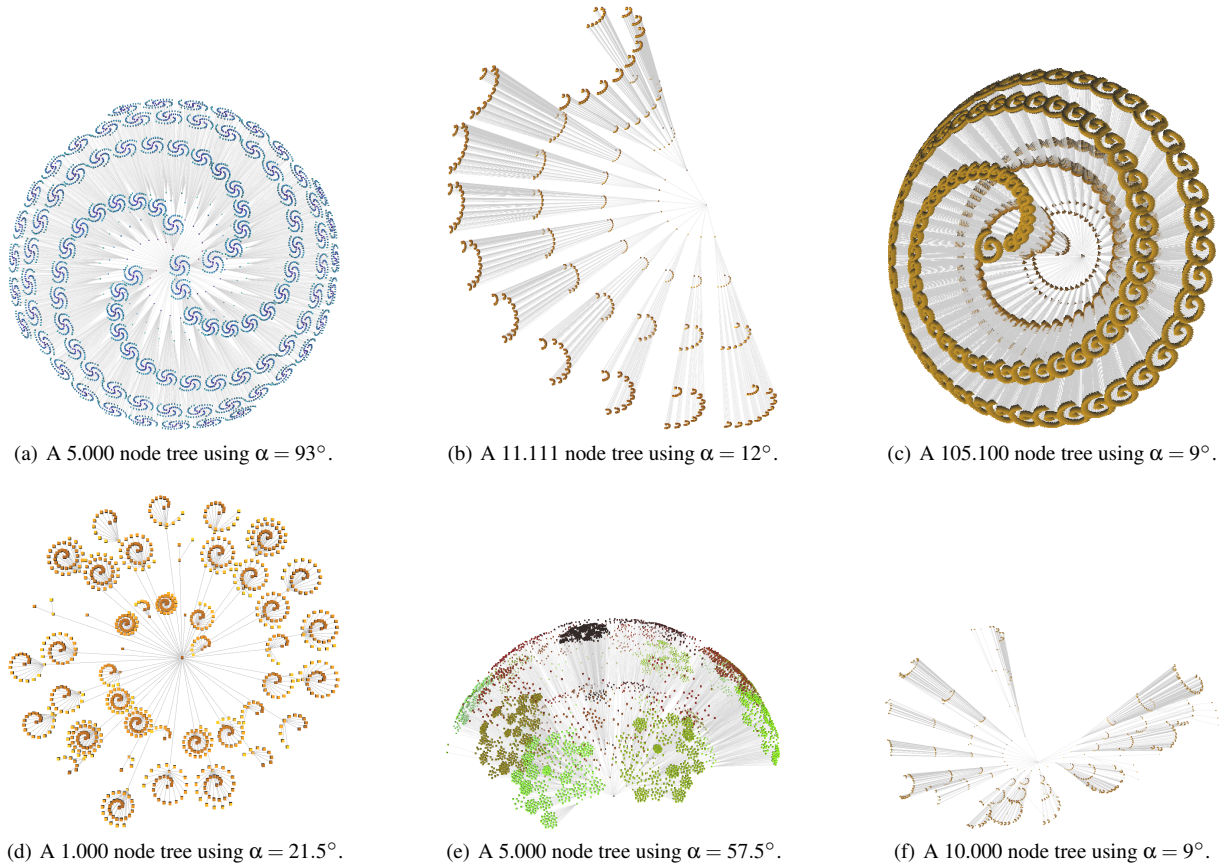 (a) A 5.000 node tree using α = 93°.
(b) A 11.111 node tree using α = 12°.
(c) A 105.100 node tree using α = 9°.
(d) A 1.000 node tree using α = 21.5°.
(e) A 5.000 node tree using α = 57.5°.
(f) A 10.000 node tree using α = 9°.